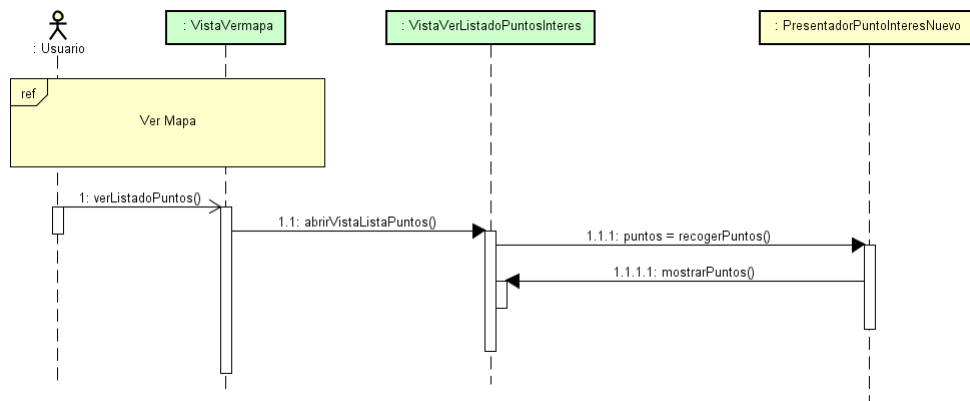 : Usuario
: VistaVermapa
: VistaVerListadoPuntosInteres
: PresentadorPuntoInteresNuevo
ref
Ver Mapa
1: verListadoPuntos()
1.1: abrirVistaListaPuntos()
1.1.1: puntos = recogerPuntos()
1.1.1.1: mostrarPuntos()